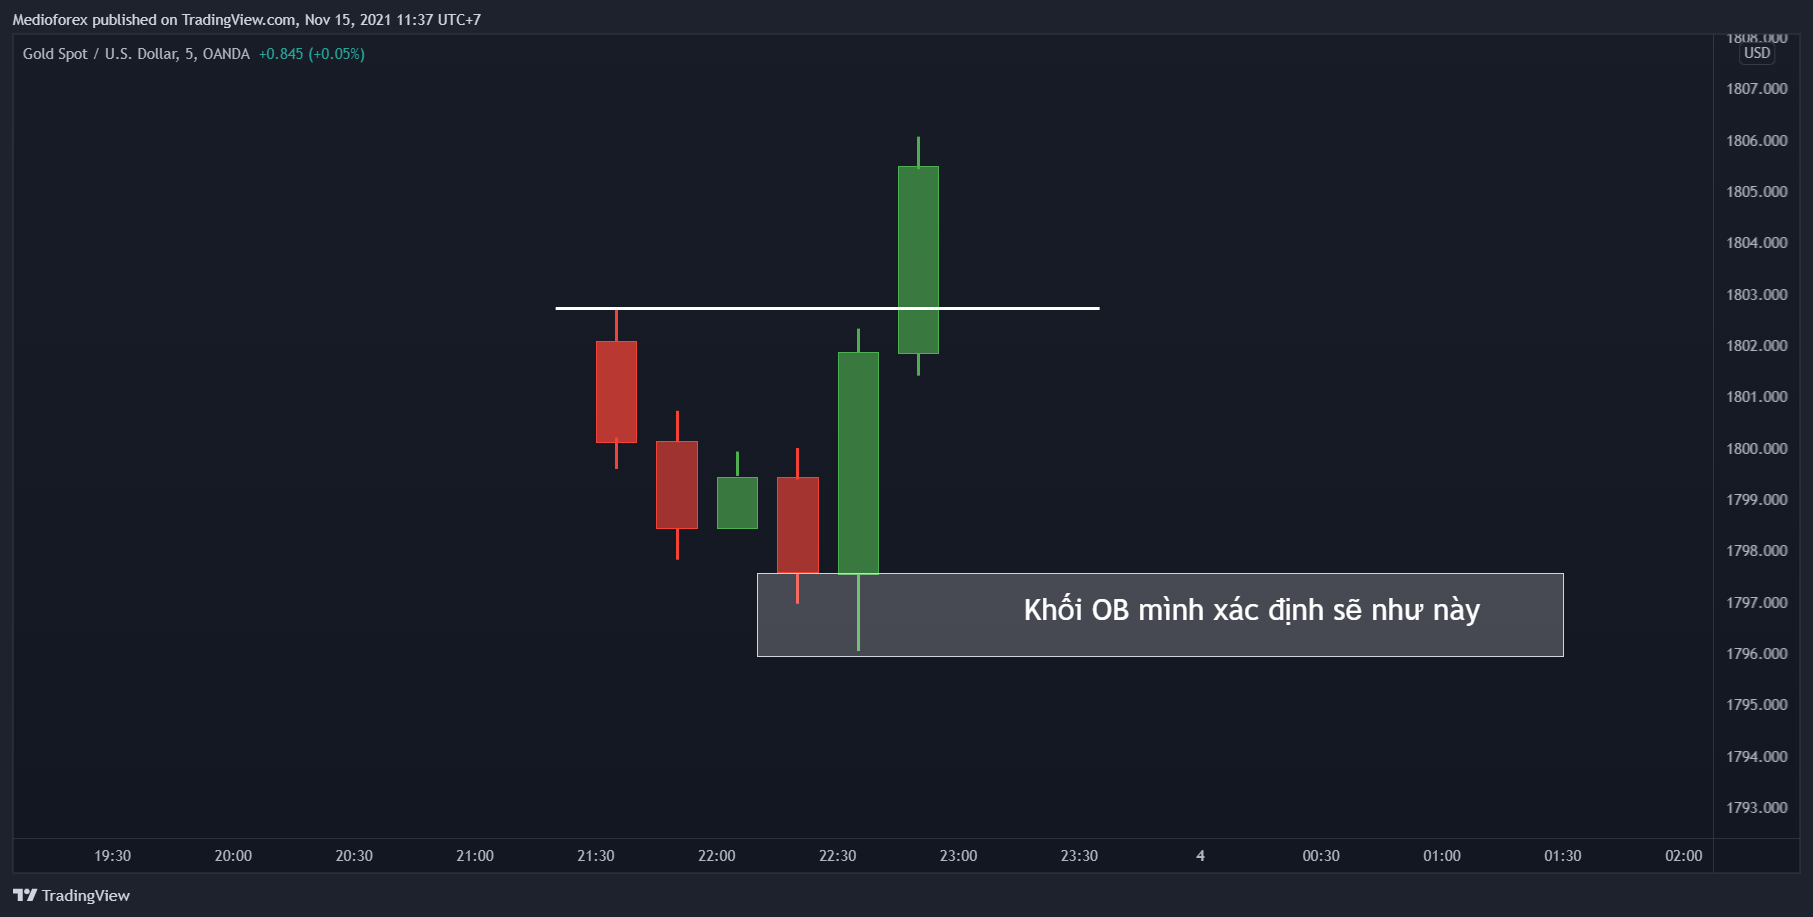 Medioforex published on TradingView.com, Nov 15, 2021 11:37 UTC+7
Gold Spot / U.S. Dollar, 5, OANDA +0.845 (+0.05%)
1808.000
USD
1807.000
1806.000
1805.000
1804.000
1803.000
1802.000
1801.000
1800.000
1799.000
1798.000
1797.000
1796.000
1795.000
1794.000
1793.000
Khối OB mình xác định sẽ như này
19:30 20:00 20:30 21:00 21:30 22:00 22:30 23:00 23:30 4 00:30 01:00 01:30 02:00
TradingView